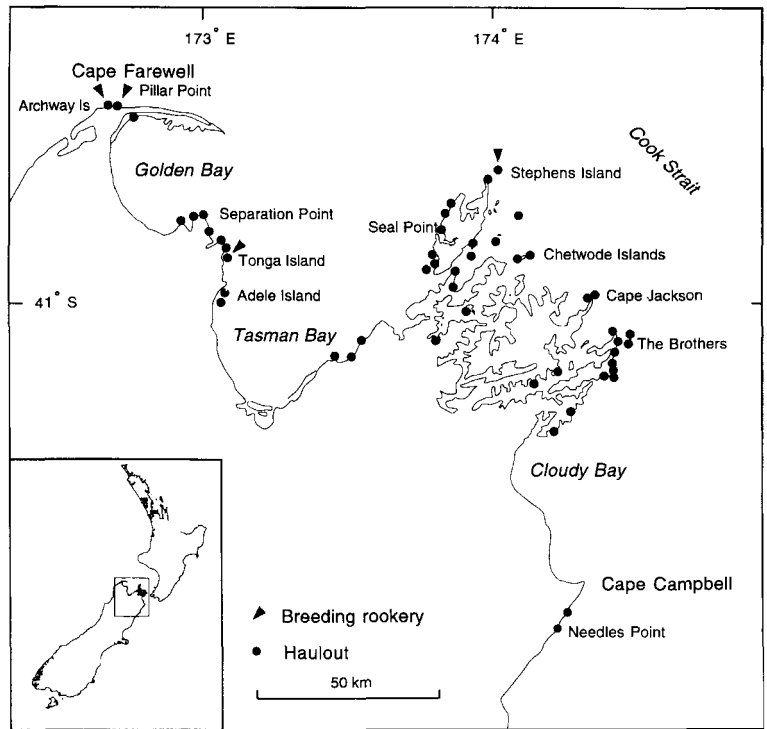 173° E
174° E
Cape Farewell
Pillar Point
Archway Is
Golden Bay
Cook Strait
Stephens Island
Separation Point
Seal Point
Tonga Island
Chetwode Islands
Adele Island
41° S
Cape Jackson
Tasman Bay
The Brothers
Cloudy Bay
Cape Campbell
Breeding rookery
Needles Point
Haulout
50 km